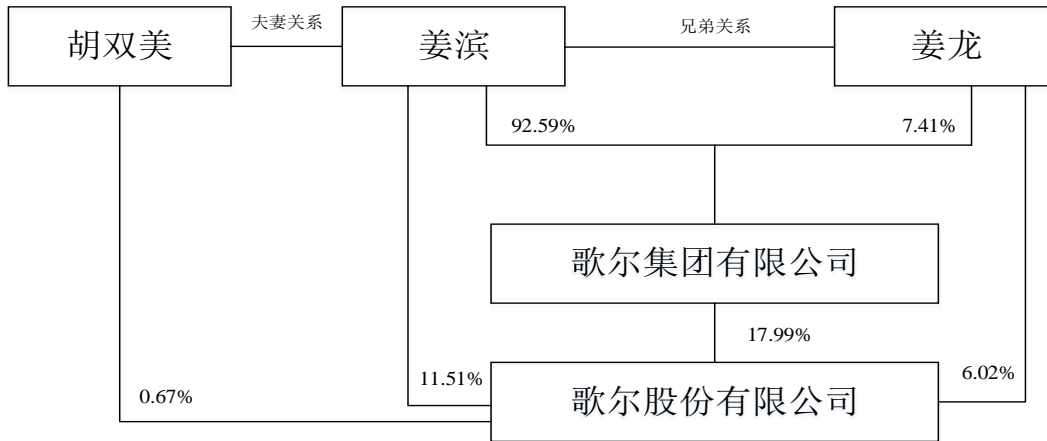 胡双美
夫妻关系
姜滨
兄弟关系
姜龙
92.59%
7.41%
歌尔集团有限公司
17.99%
0.67%
11.51%
歌尔股份有限公司
6.02%